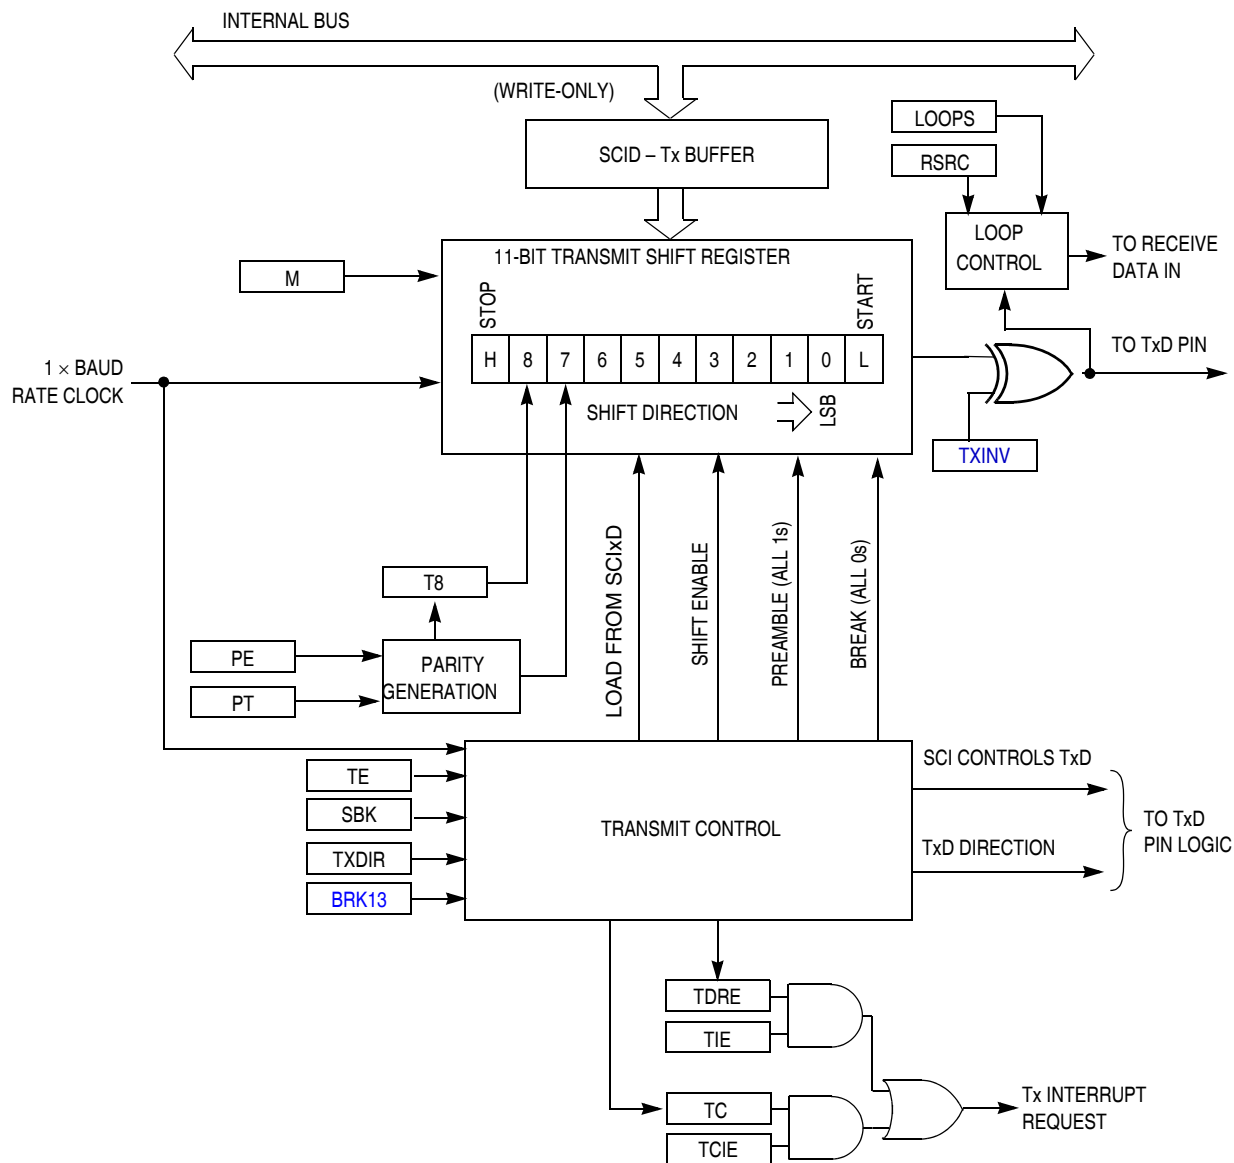 INTERNAL BUS
(WRITE-ONLY)
SCID – Tx BUFFER
LOOPS
RSRC
LOOP
CONTROL
TO RECEIVE
DATA IN
11-BIT TRANSMIT SHIFT REGISTER
M
STOP
START
H 8 7 6 5 4 3 2 1 0 L
1 × BAUD
RATE CLOCK
SHIFT DIRECTION
LSB
TO TxD PIN
TXINV
T8
PE
PT
PARITY
GENERATION
LOAD FROM SCIxD
SHIFT ENABLE
PREAMBLE (ALL 1s)
BREAK (ALL 0s)
TE
SBK
TXDIR
BRK13
TRANSMIT CONTROL
SCI CONTROLS TxD
TxD DIRECTION
TO TxD
PIN LOGIC
TDRE
TIE
TC
TCIE
Tx INTERRUPT
REQUEST